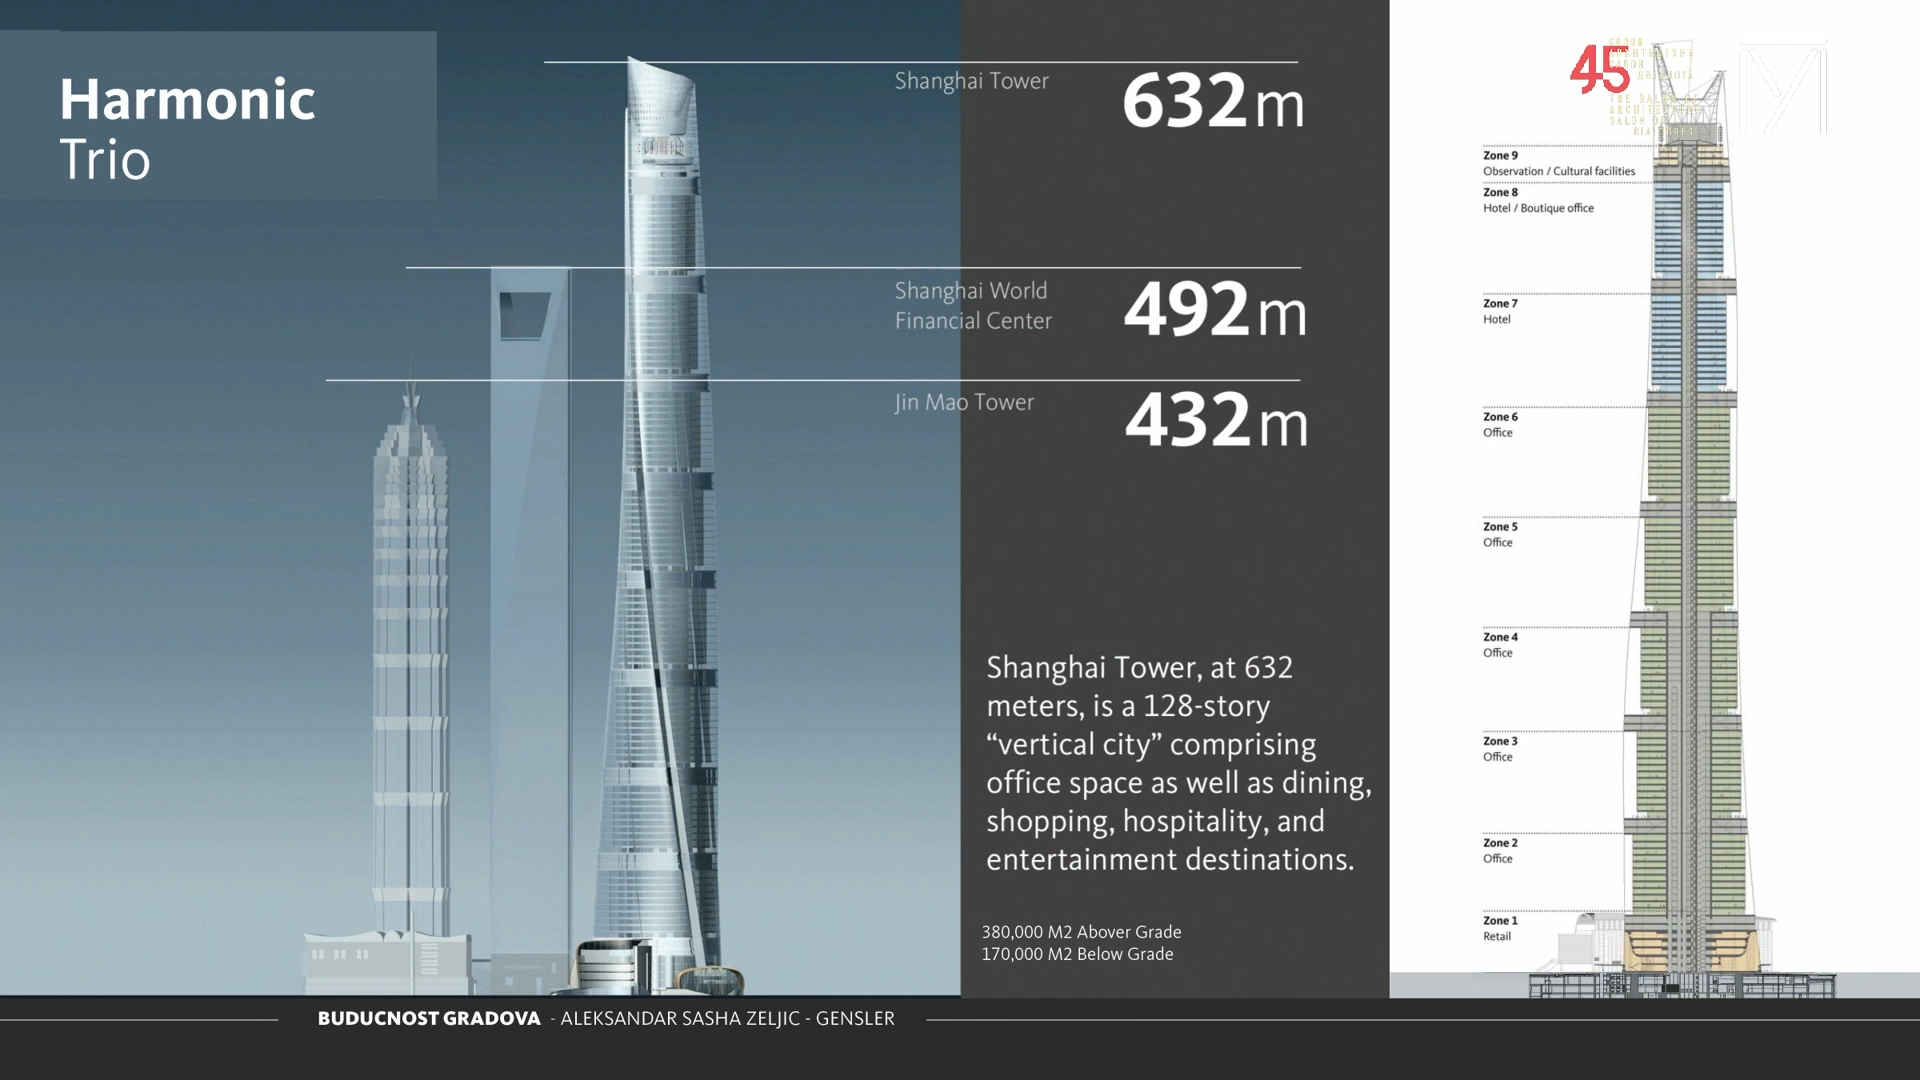 Harmonic
Trio
Shanghai Tower
632 m
Shanghai World
Financial Center
492 m
Jin Mao Tower
432 m
Shanghai Tower, at 632
meters, is a 128-story
“vertical city” comprising
office space as well as dining,
shopping, hospitality, and
entertainment destinations.
380,000 M2 Abover Grade
170,000 M2 Below Grade
45
Zone 9
Observation / Cultural facilities
Zone 8
Hotel / Boutique office
Zone 7
Hotel
Zone 6
Office
Zone 5
Office
Zone 4
Office
Zone 3
Office
Zone 2
Office
Zone 1
Retail
BUDUCNOST GRADOVA - ALEKSANDAR SASHA ZELJIC - GENSLER